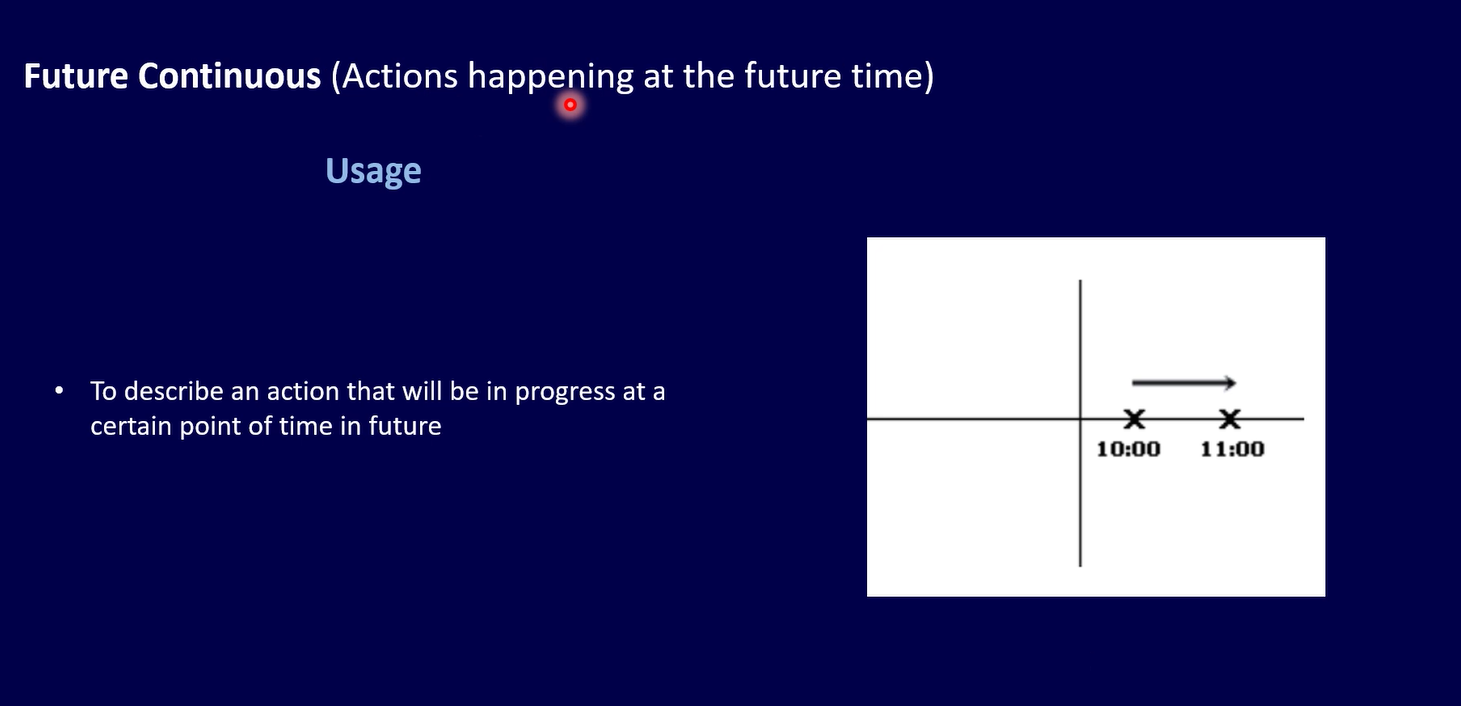 Future Continuous (Actions happening at the future time)
Usage
• To describe an action that will be in progress at a
certain point of time in future
10:00 11:00